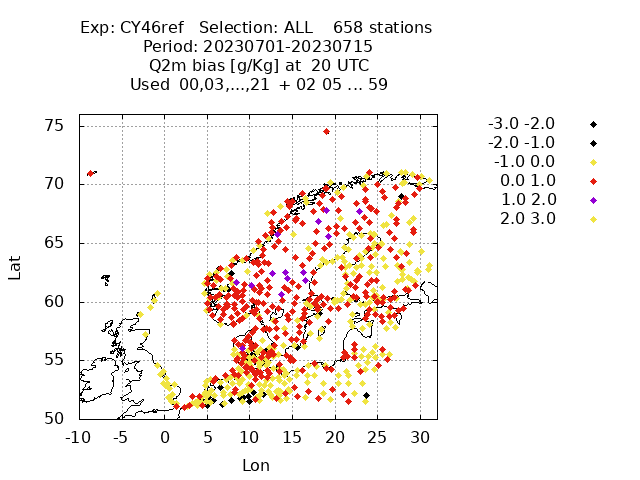 Exp: CY46ref   Selection: ALL    658 stations
Period: 20230701-20230715
Q2m bias [g/Kg] at  20 UTC
Used  00,03,...,21  + 02 05 ... 59
75
70
65
60
55
50
Lat
-10 -5 0 5 10 15 20 25 30
Lon
-3.0 -2.0
-2.0 -1.0
-1.0 0.0
0.0 1.0
1.0 2.0
2.0 3.0